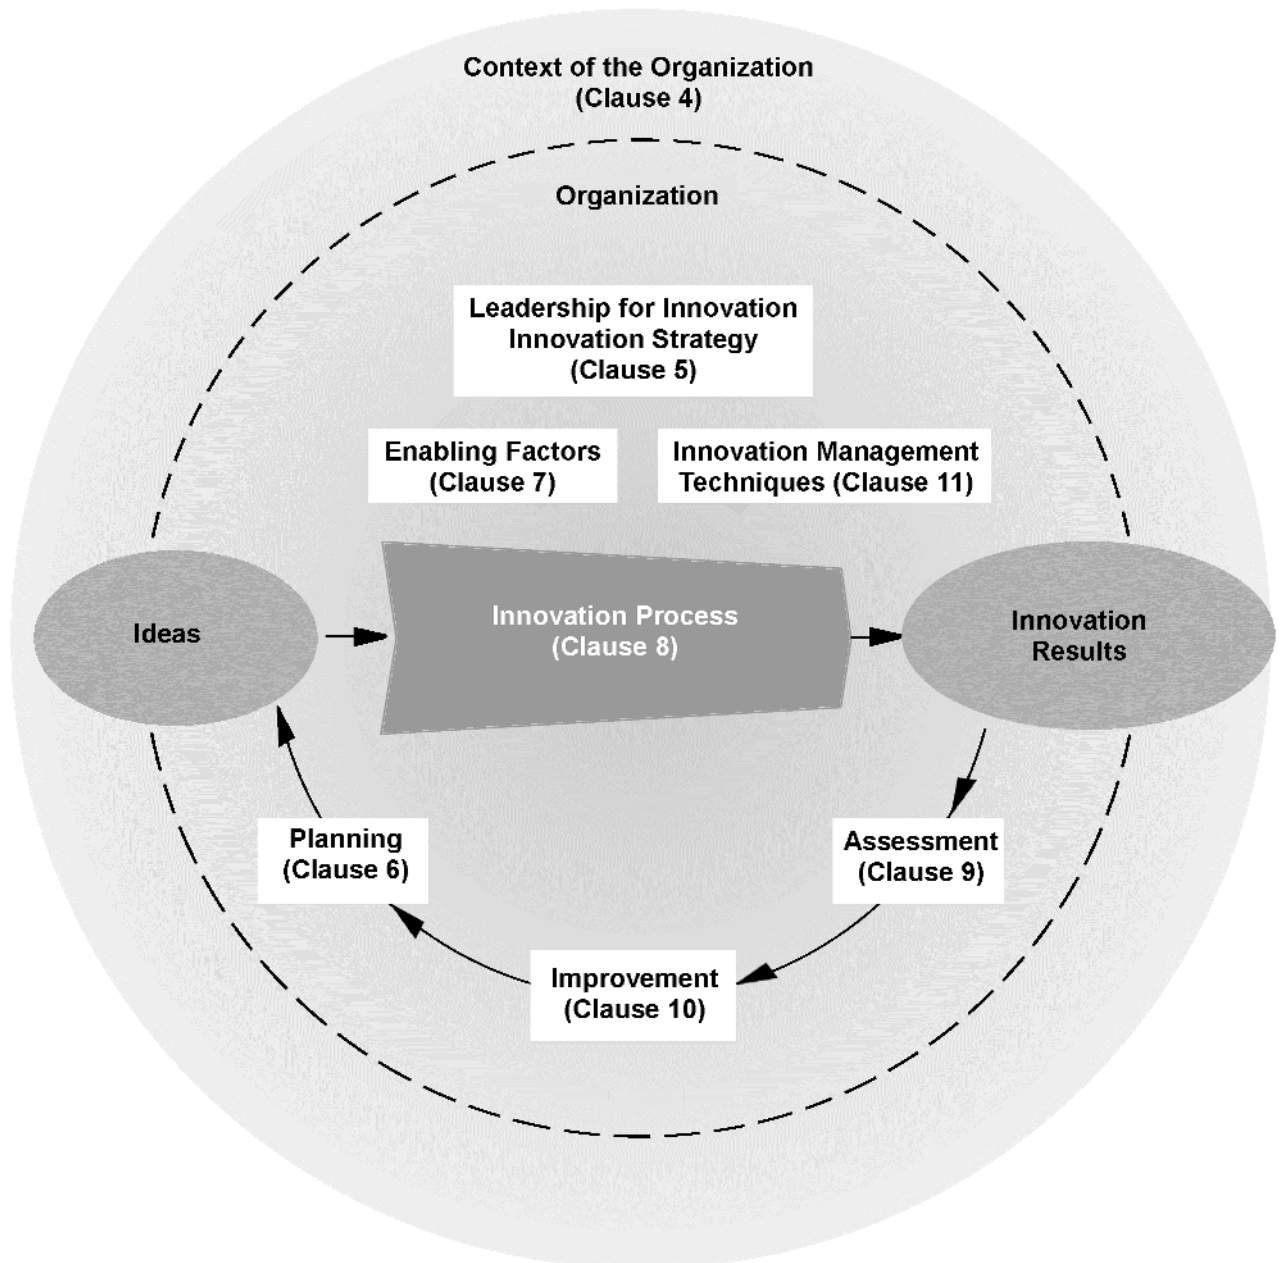 Context of the Organization
(Clause 4)
Organization
Leadership for Innovation
Innovation Strategy
(Clause 5)
Enabling Factors
(Clause 7)
Innovation Management
Techniques (Clause 11)
Ideas
Innovation Process
(Clause 8)
Innovation
Results
Planning
(Clause 6)
Assessment
(Clause 9)
Improvement
(Clause 10)